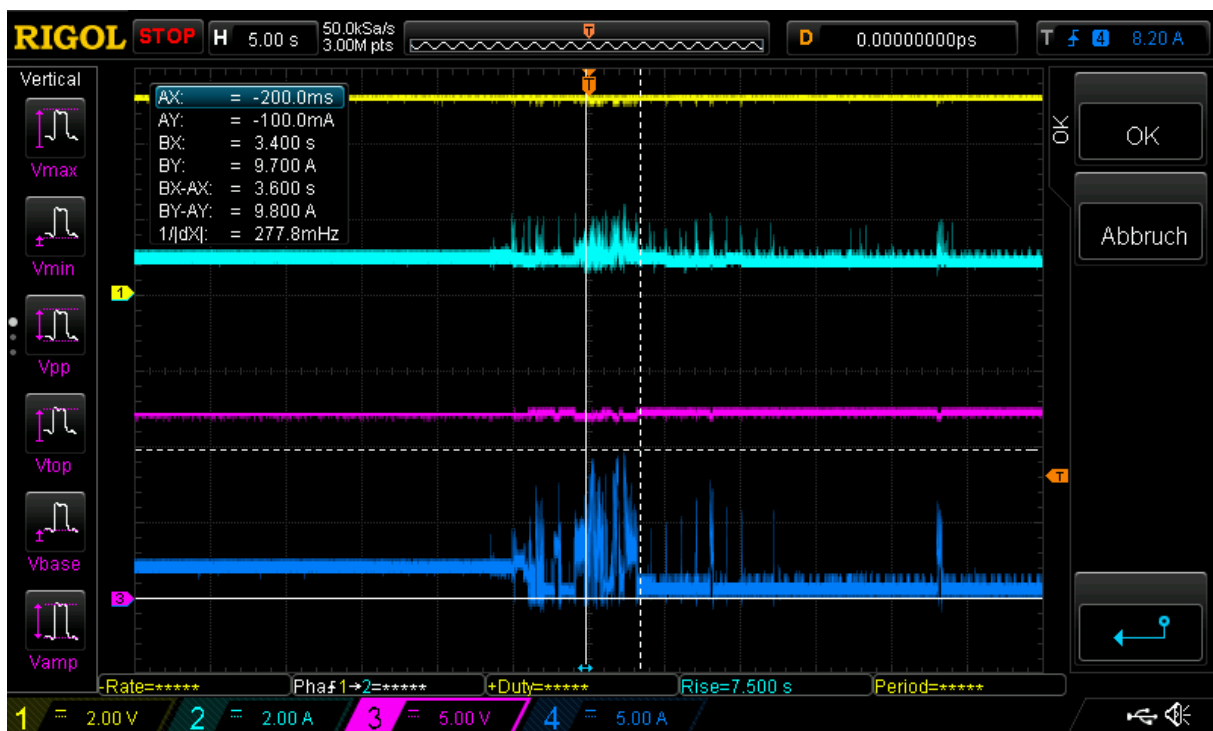 RIGOL STOP H 5.00 s 50.0kSa/s 3.00M pts T D 0.00000000ps T 4 8.20 A
Vertical
Vmax
Vmin
Vpp
Vtop
Vbase
Vamp
T
AX: = -200.0ms
AY: = -100.0mA
BX: = 3.400 s
BY: = 9.700 A
BX-AX: = 3.600 s
BY-AY: = 9.800 A
1/|dX|: = 277.8mHz
1
3
T
OK
OK
Abbruch
-Rate=***** Pha⨍1→2=***** +Duty=***** Rise=7.500 s Period=*****
1 = 2.00 V 2 = 2.00 A 3 = 5.00 V 4 = 5.00 A